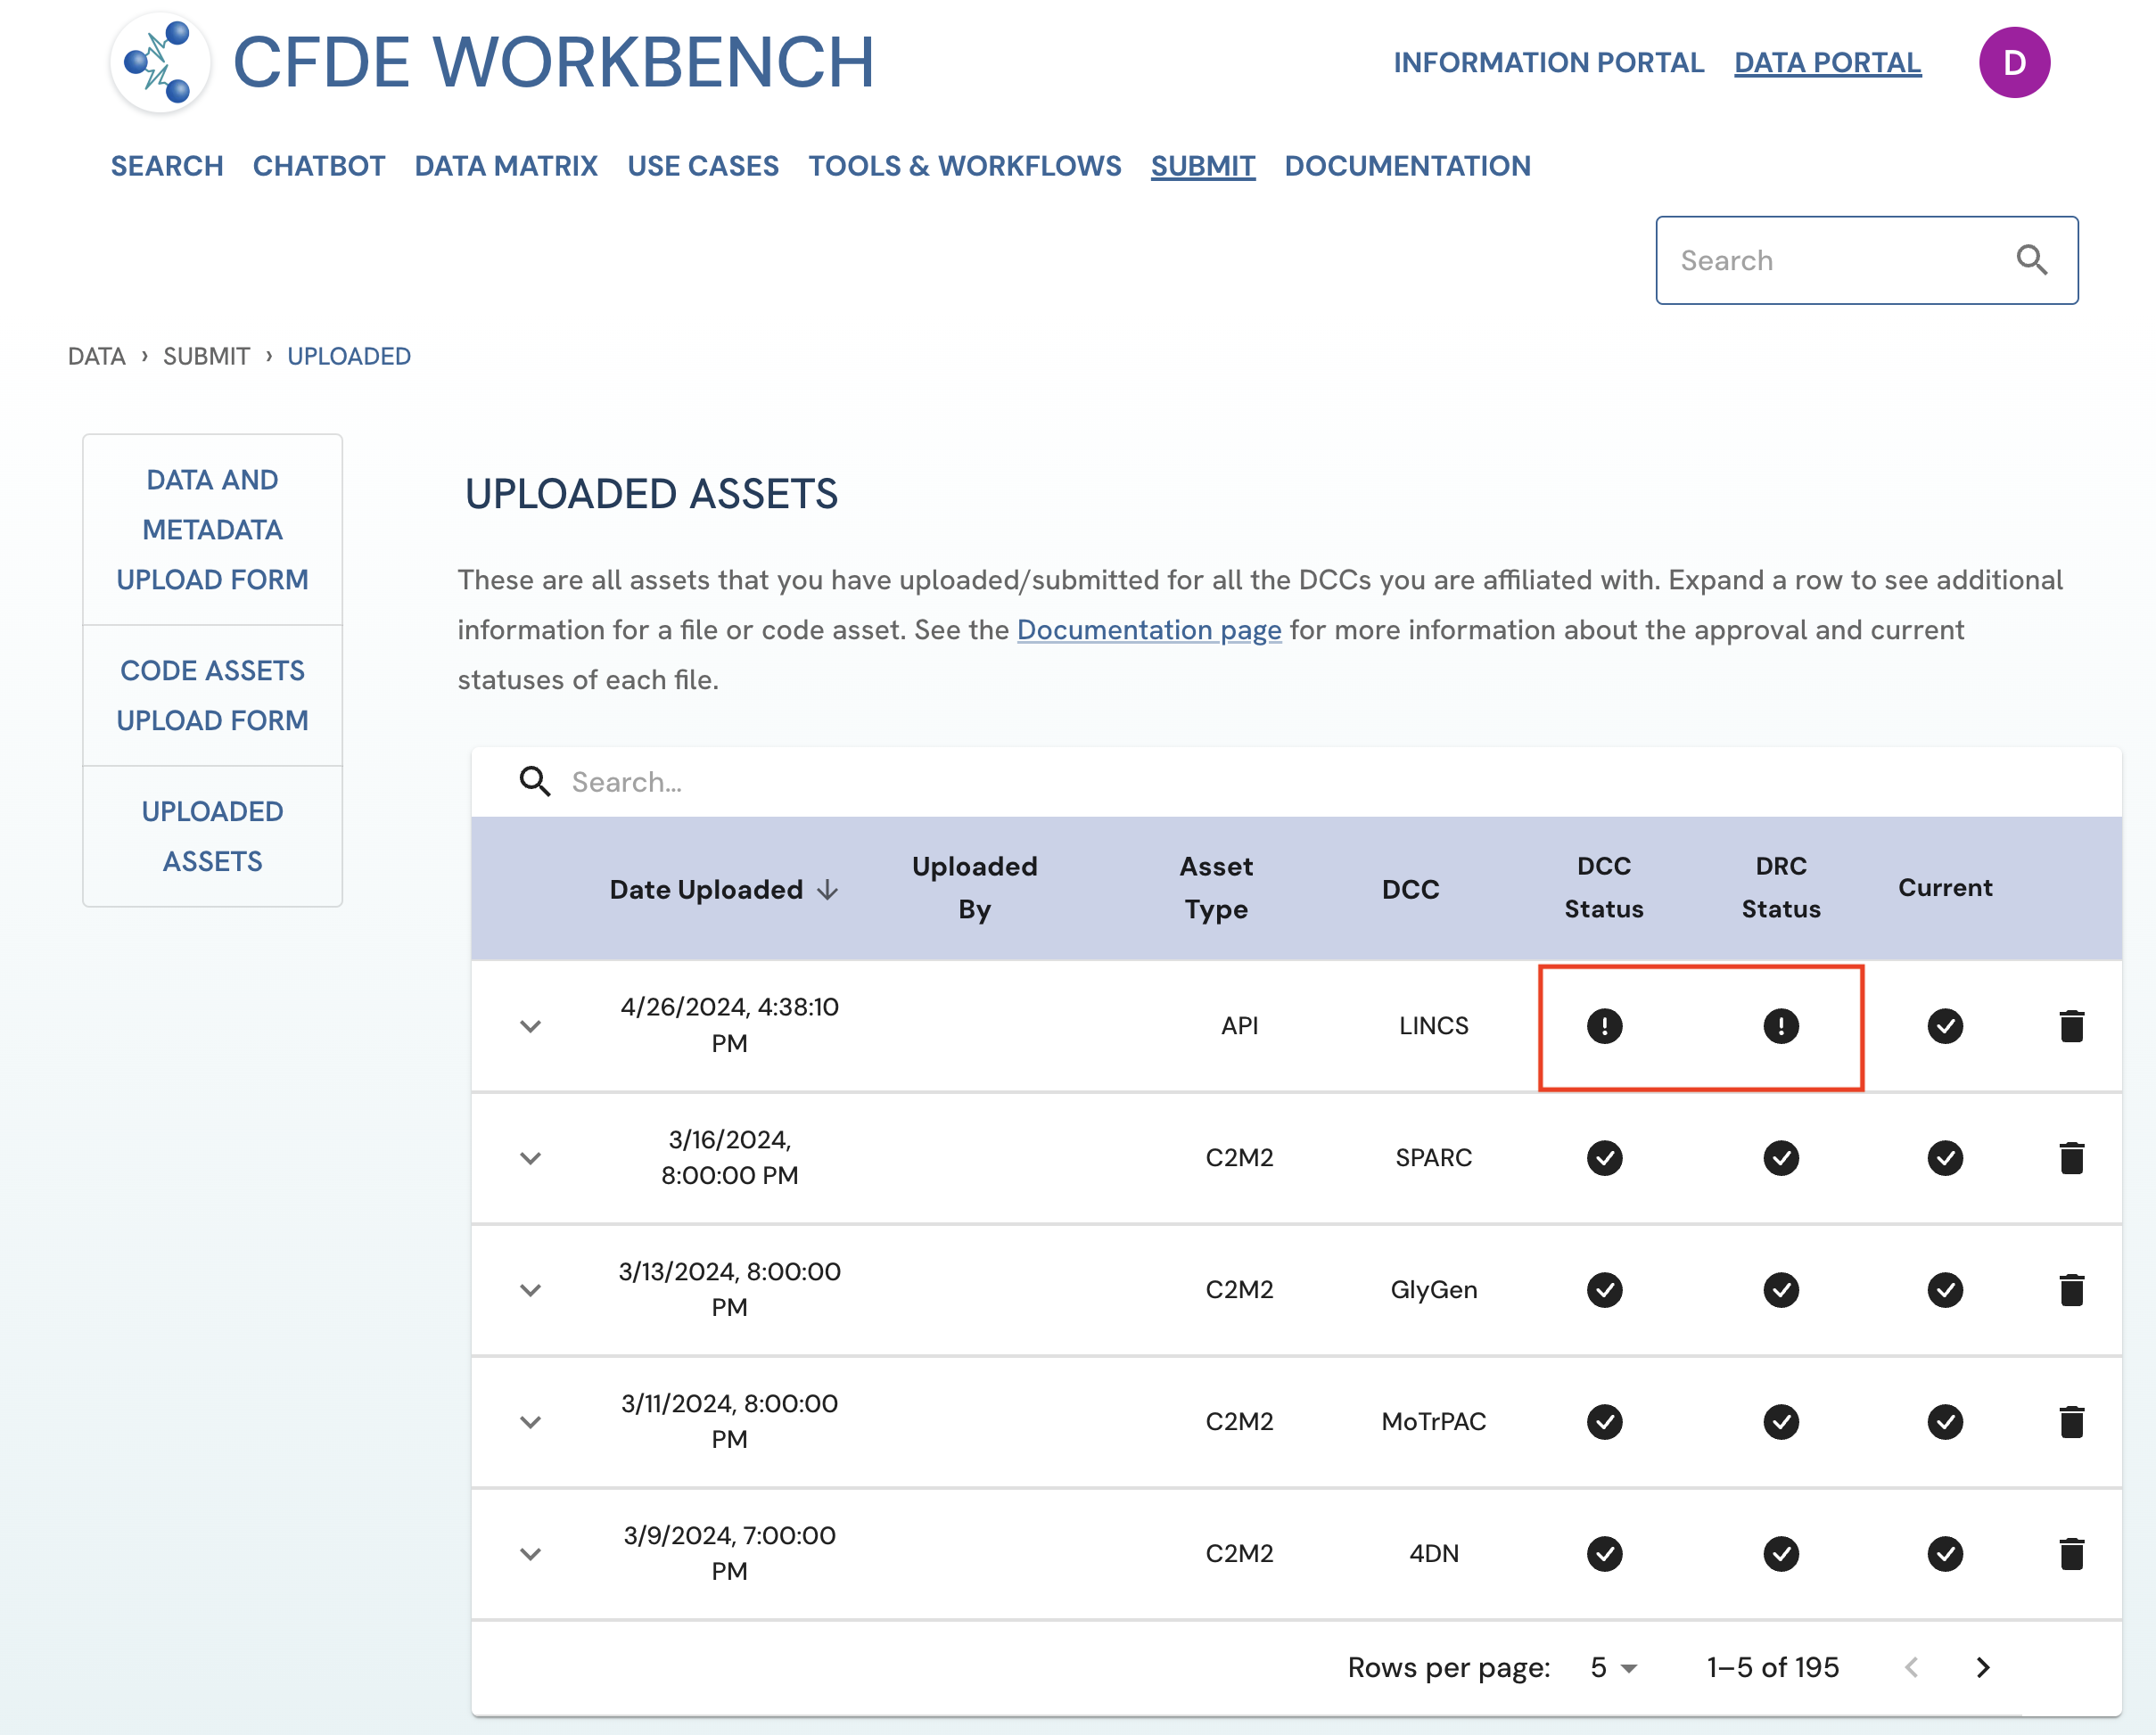 CFDE WORKBENCH
INFORMATION PORTAL DATA PORTAL D
SEARCH CHATBOT DATA MATRIX USE CASES TOOLS & WORKFLOWS SUBMIT DOCUMENTATION
Search
DATA › SUBMIT › UPLOADED
DATA AND
METADATA
UPLOAD FORM
CODE ASSETS
UPLOAD FORM
UPLOADED
ASSETS
UPLOADED ASSETS
These are all assets that you have uploaded/submitted for all the DCCs you are affiliated with. Expand a row to see additional
information for a file or code asset. See the Documentation page for more information about the approval and current
statuses of each file.
Search...
Date Uploaded Uploaded By Asset Type DCC DCC Status DRC Status Current
4/26/2024, 4:38:10 PM API LINCS
3/16/2024, 8:00:00 PM C2M2 SPARC
3/13/2024, 8:00:00 PM C2M2 GlyGen
3/11/2024, 8:00:00 PM C2M2 MoTrPAC
3/9/2024, 7:00:00 PM C2M2 4DN
Rows per page: 5 1–5 of 195